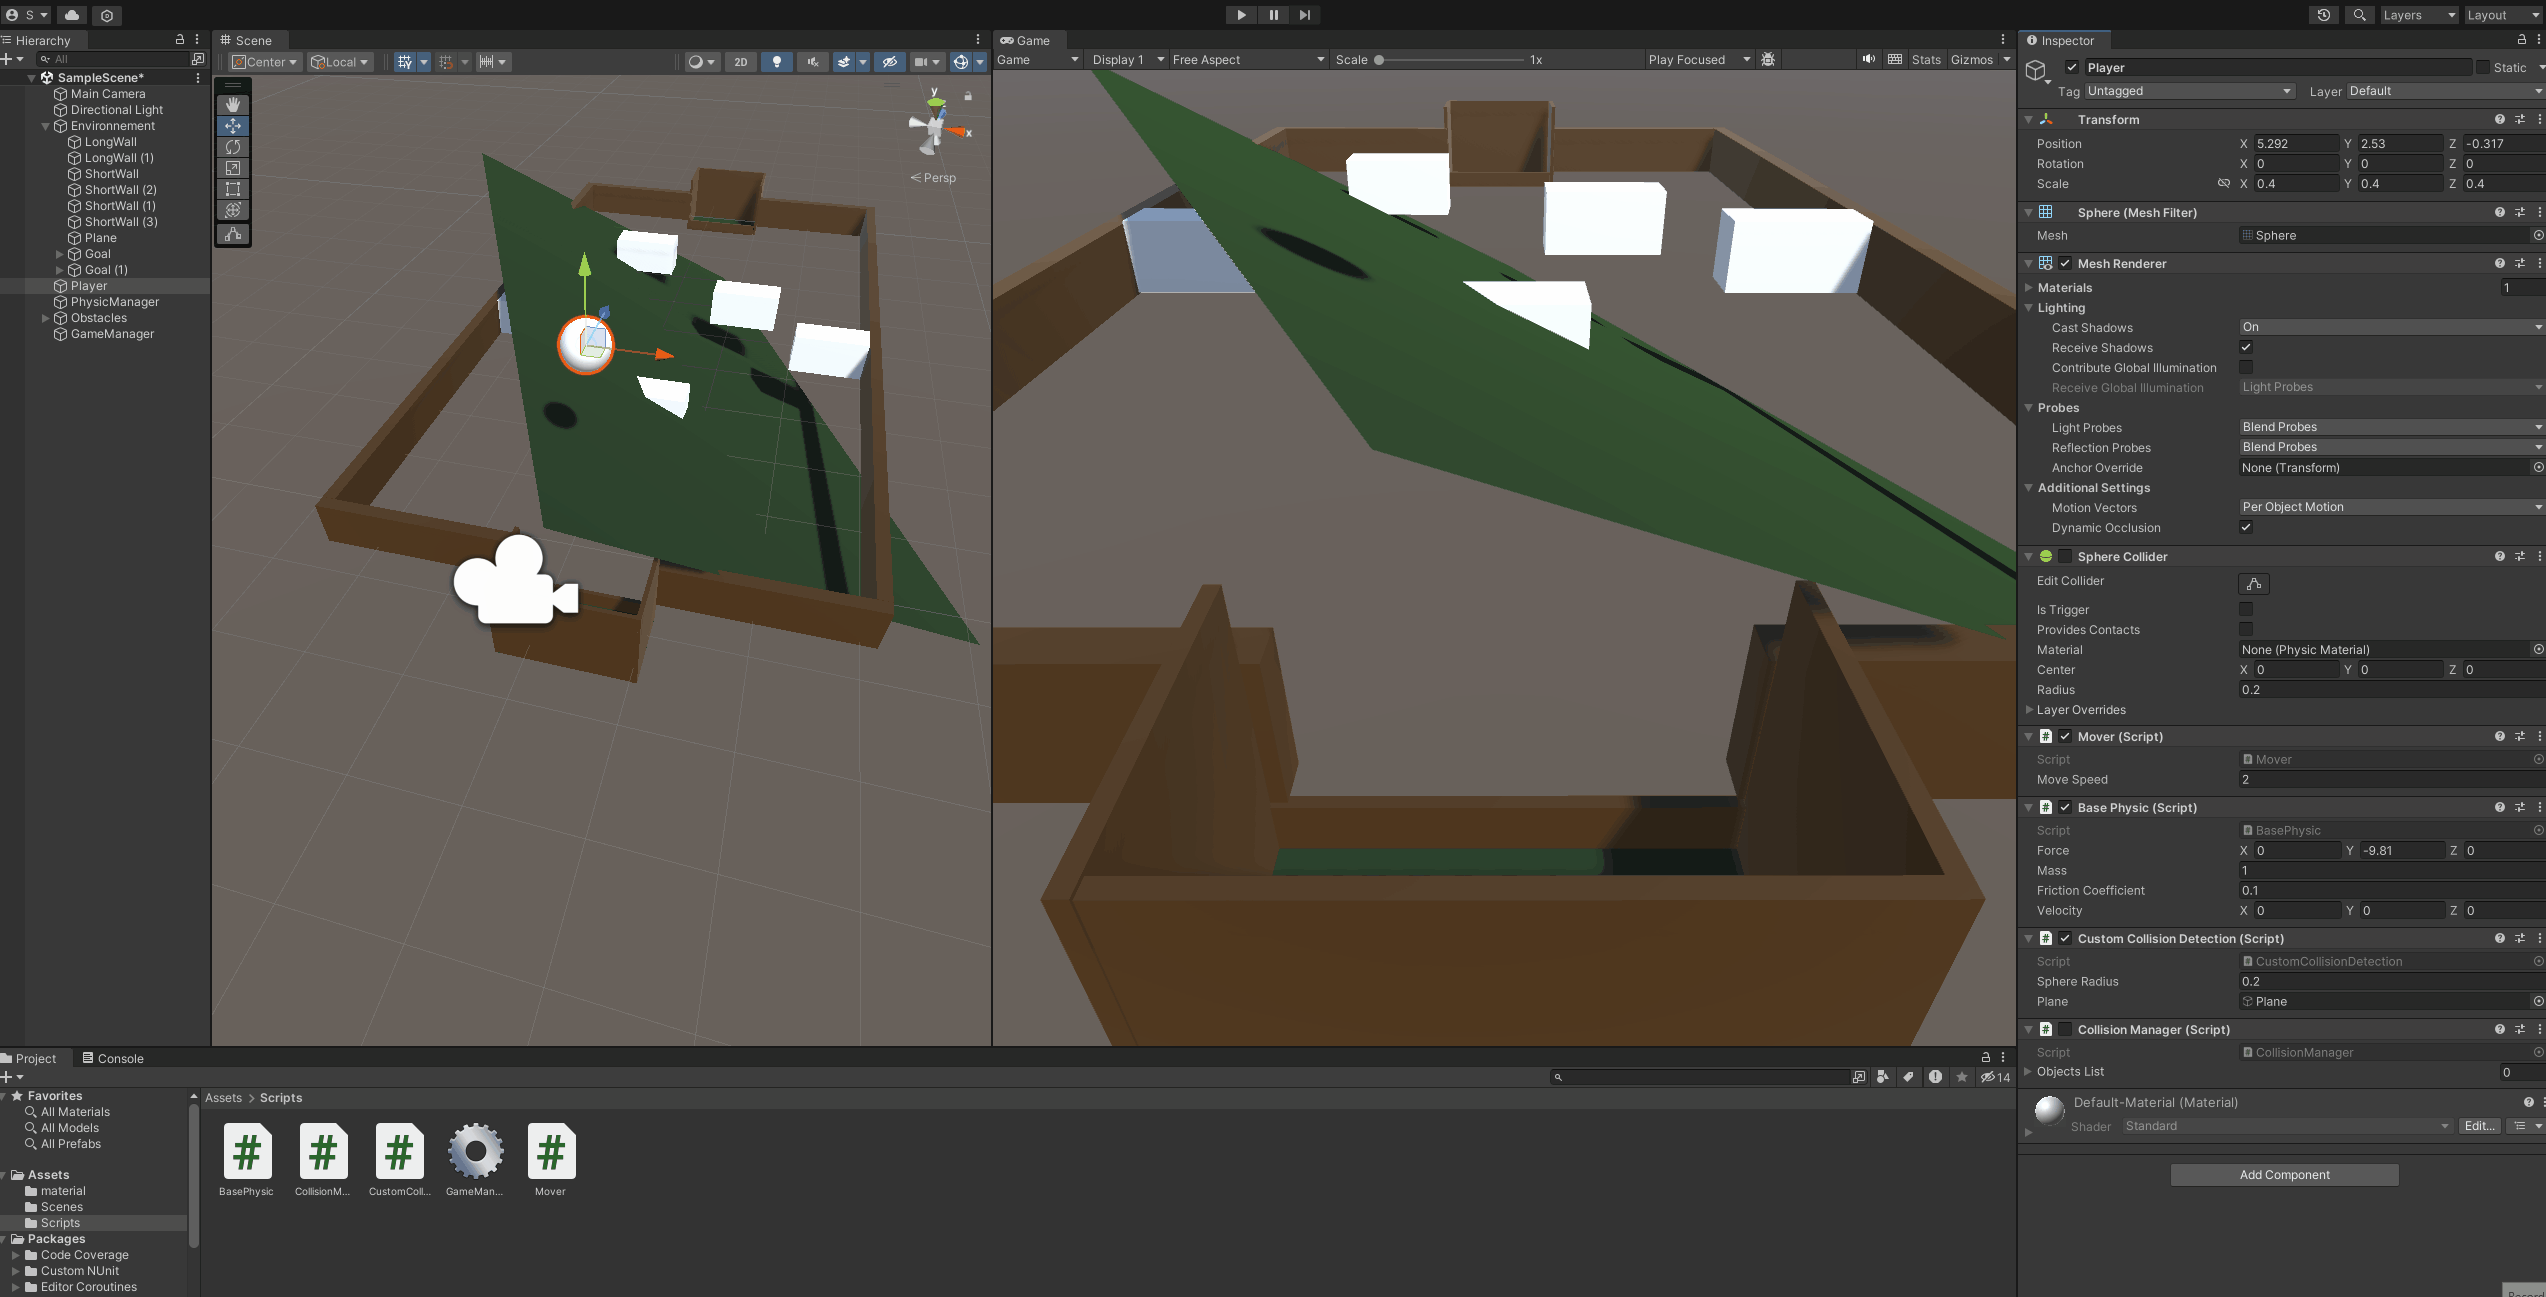 S
Layers
Layout
Hierarchy
All
SampleScene*
Main Camera
Directional Light
Environnement
LongWall
LongWall (1)
ShortWall
ShortWall (2)
ShortWall (1)
ShortWall (3)
Plane
Goal
Goal (1)
Player
PhysicManager
Obstacles
GameManager
Scene
Center
Local
2D
y
x
Persp
Game
Game
Display 1
Free Aspect
Scale
1x
Play Focused
Stats
Gizmos
Inspector
Player
Static
Tag
Untagged
Layer
Default
Transform
Position X 5.292 Y 2.53 Z -0.317
Rotation X 0 Y 0 Z 0
Scale X 0.4 Y 0.4 Z 0.4
Sphere (Mesh Filter)
Mesh Sphere
Mesh Renderer
Materials 1
Lighting
Cast Shadows On
Receive Shadows
Contribute Global Illumination
Receive Global Illumination Light Probes
Probes
Light Probes Blend Probes
Reflection Probes Blend Probes
Anchor Override None (Transform)
Additional Settings
Motion Vectors Per Object Motion
Dynamic Occlusion
Sphere Collider
Edit Collider
Is Trigger
Provides Contacts
Material None (Physic Material)
Center X 0 Y 0 Z 0
Radius 0.2
Layer Overrides
Mover (Script)
Script Mover
Move Speed 2
Base Physic (Script)
Script BasePhysic
Force X 0 Y -9.81 Z 0
Mass 1
Friction Coefficient 0.1
Velocity X 0 Y 0 Z 0
Custom Collision Detection (Script)
Script CustomCollisionDetection
Sphere Radius 0.2
Plane Plane
Collision Manager (Script)
Script CollisionManager
Objects List 0
Default-Material (Material)
Shader Standard Edit...
Add Component
Project
Console
14
Favorites
All Materials
All Models
All Prefabs
Assets
material
Scenes
Scripts
Packages
Code Coverage
Custom NUnit
Editor Coroutines
Assets > Scripts
BasePhysic
CollisionM...
CustomColl...
GameMan...
Mover